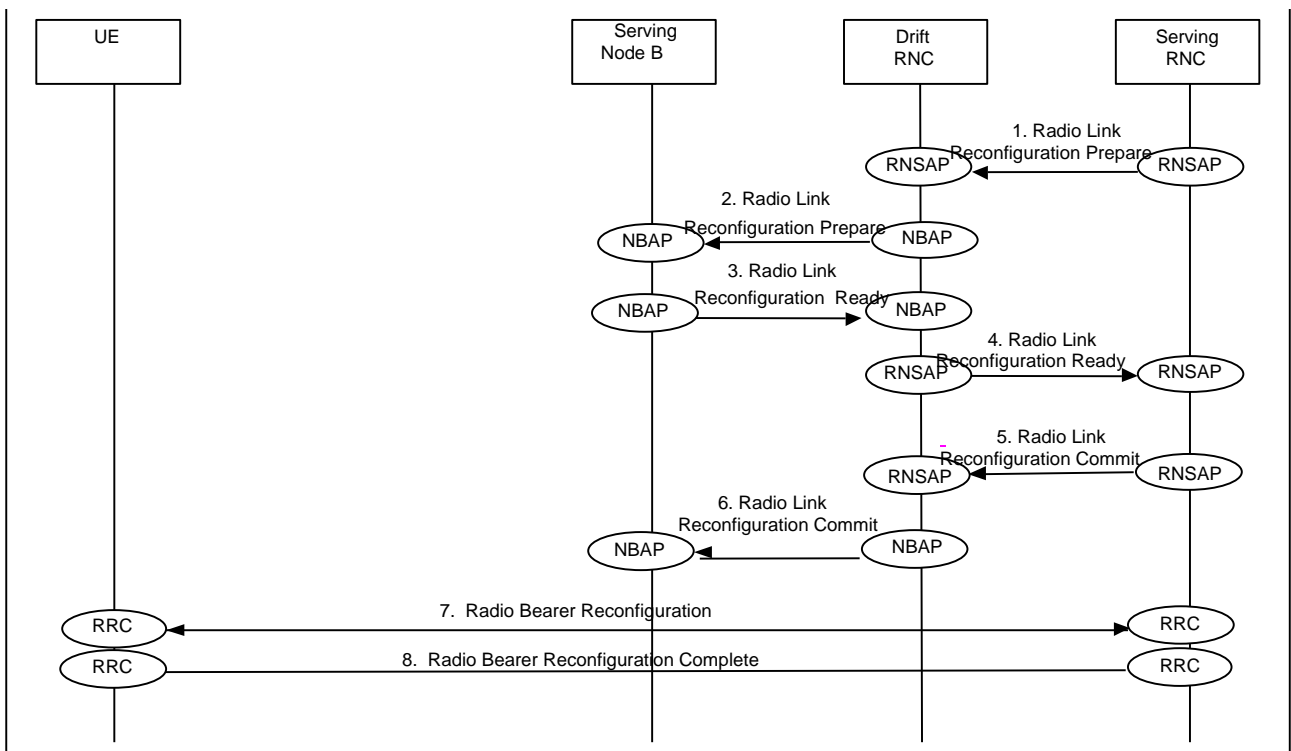 UE
Serving
Node B
Drift
RNC
Serving
RNC
1. Radio Link
Reconfiguration Prepare
RNSAP
RNSAP
2. Radio Link
Reconfiguration Prepare
NBAP
NBAP
3. Radio Link
Reconfiguration Ready
NBAP
NBAP
4. Radio Link
Reconfiguration Ready
RNSAP
RNSAP
5. Radio Link
Reconfiguration Commit
RNSAP
RNSAP
6. Radio Link
Reconfiguration Commit
NBAP
NBAP
7. Radio Bearer Reconfiguration
RRC
RRC
8. Radio Bearer Reconfiguration Complete
RRC
RRC